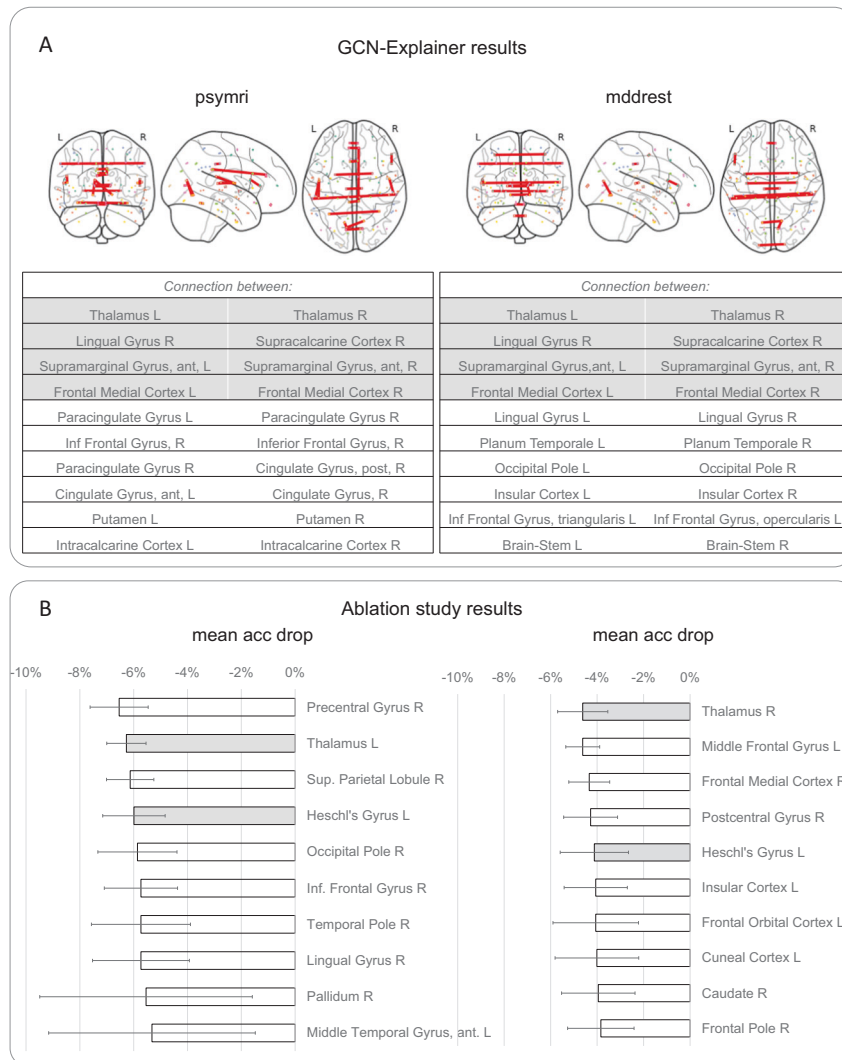 A
GCN-Explainer results
psymri
mddrest
L R L R
L R L R
Connection between:
Thalamus L Thalamus R
Lingual Gyrus R Supracalcarine Cortex R
Supramarginal Gyrus, ant, L Supramarginal Gyrus, ant, R
Frontal Medial Cortex L Frontal Medial Cortex R
Paracingulate Gyrus L Paracingulate Gyrus R
Inf Frontal Gyrus, R Inferior Frontal Gyrus, R
Paracingulate Gyrus R Cingulate Gyrus, post, R
Cingulate Gyrus, ant, L Cingulate Gyrus, R
Putamen L Putamen R
Intracalcarine Cortex L Intracalcarine Cortex R
Connection between:
Thalamus L Thalamus R
Lingual Gyrus R Supracalcarine Cortex R
Supramarginal Gyrus,ant, L Supramarginal Gyrus, ant, R
Frontal Medial Cortex L Frontal Medial Cortex R
Lingual Gyrus L Lingual Gyrus R
Planum Temporale L Planum Temporale R
Occipital Pole L Occipital Pole R
Insular Cortex L Insular Cortex R
Inf Frontal Gyrus, triangularis L Inf Frontal Gyrus, opercularis L
Brain-Stem L Brain-Stem R
B
Ablation study results
mean acc drop
-10% -8% -6% -4% -2% 0%
Precentral Gyrus R
Thalamus L
Sup. Parietal Lobule R
Heschl's Gyrus L
Occipital Pole R
Inf. Frontal Gyrus R
Temporal Pole R
Lingual Gyrus R
Pallidum R
Middle Temporal Gyrus, ant. L
mean acc drop
-10% -8% -6% -4% -2% 0%
Thalamus R
Middle Frontal Gyrus L
Frontal Medial Cortex R
Postcentral Gyrus R
Heschl's Gyrus L
Insular Cortex L
Frontal Orbital Cortex L
Cuneal Cortex L
Caudate R
Frontal Pole R